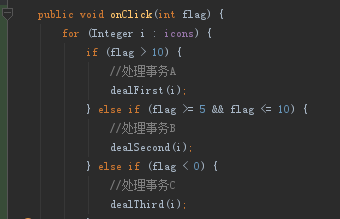 public void onClick(int flag) {
for (Integer i : icons) {
if (flag > 10) {
//处理事务A
dealFirst(i);
} else if (flag >= 5 && flag <= 10) {
//处理事务B
dealSecond(i);
} else if (flag < 0) {
//处理事务C
dealThird(i);